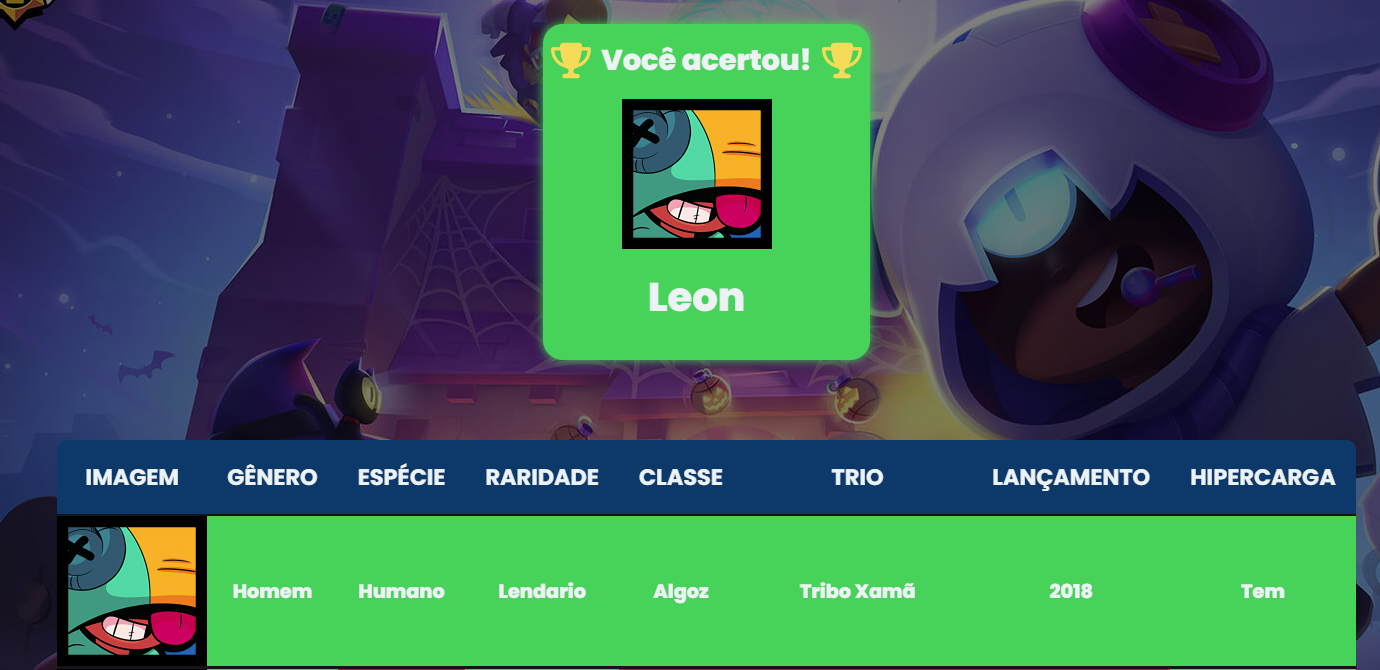 Você acertou!
Leon
IMAGEM GÊNERO ESPÉCIE RARIDADE CLASSE TRIO LANÇAMENTO HIPERCARGA
Homem Humano Lendario Algoz Tribo Xamã 2018 Tem